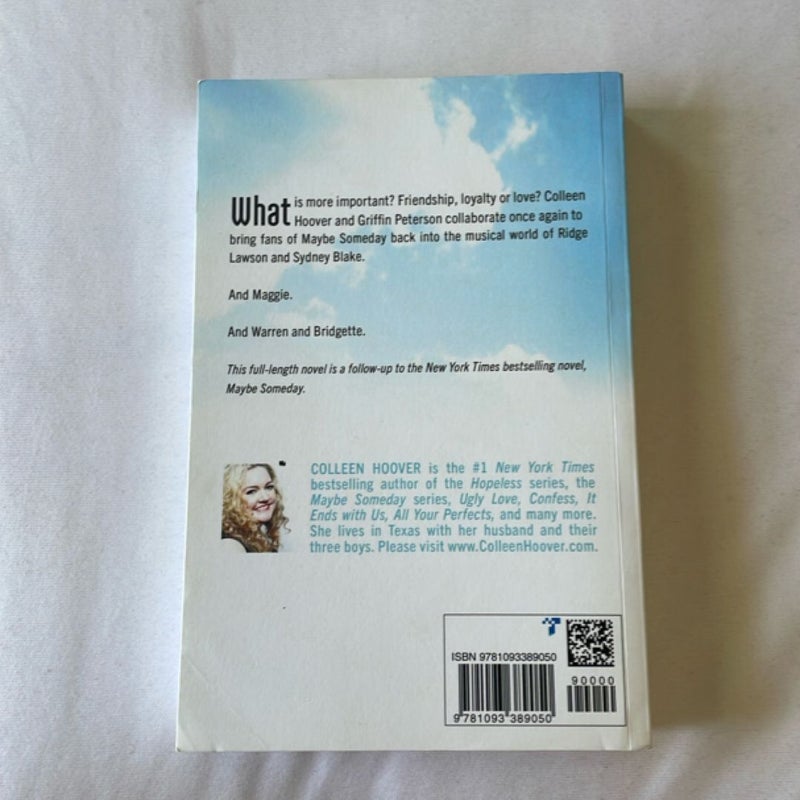 What is more important? Friendship, loyalty or love? Colleen
Hoover and Griffin Peterson collaborate once again to
bring fans of Maybe Someday back into the musical world of Ridge
Lawson and Sydney Blake.
And Maggie.
And Warren and Bridgette.
This full-length novel is a follow-up to the New York Times bestselling novel,
Maybe Someday.
COLLEEN HOOVER is the #1 New York Times
bestselling author of the Hopeless series, the
Maybe Someday series, Ugly Love, Confess, It
Ends with Us, All Your Perfects, and many more.
She lives in Texas with her husband and their
three boys. Please visit www.ColleenHoover.com.
ISBN 9781093389050
90000
9 781093 389050